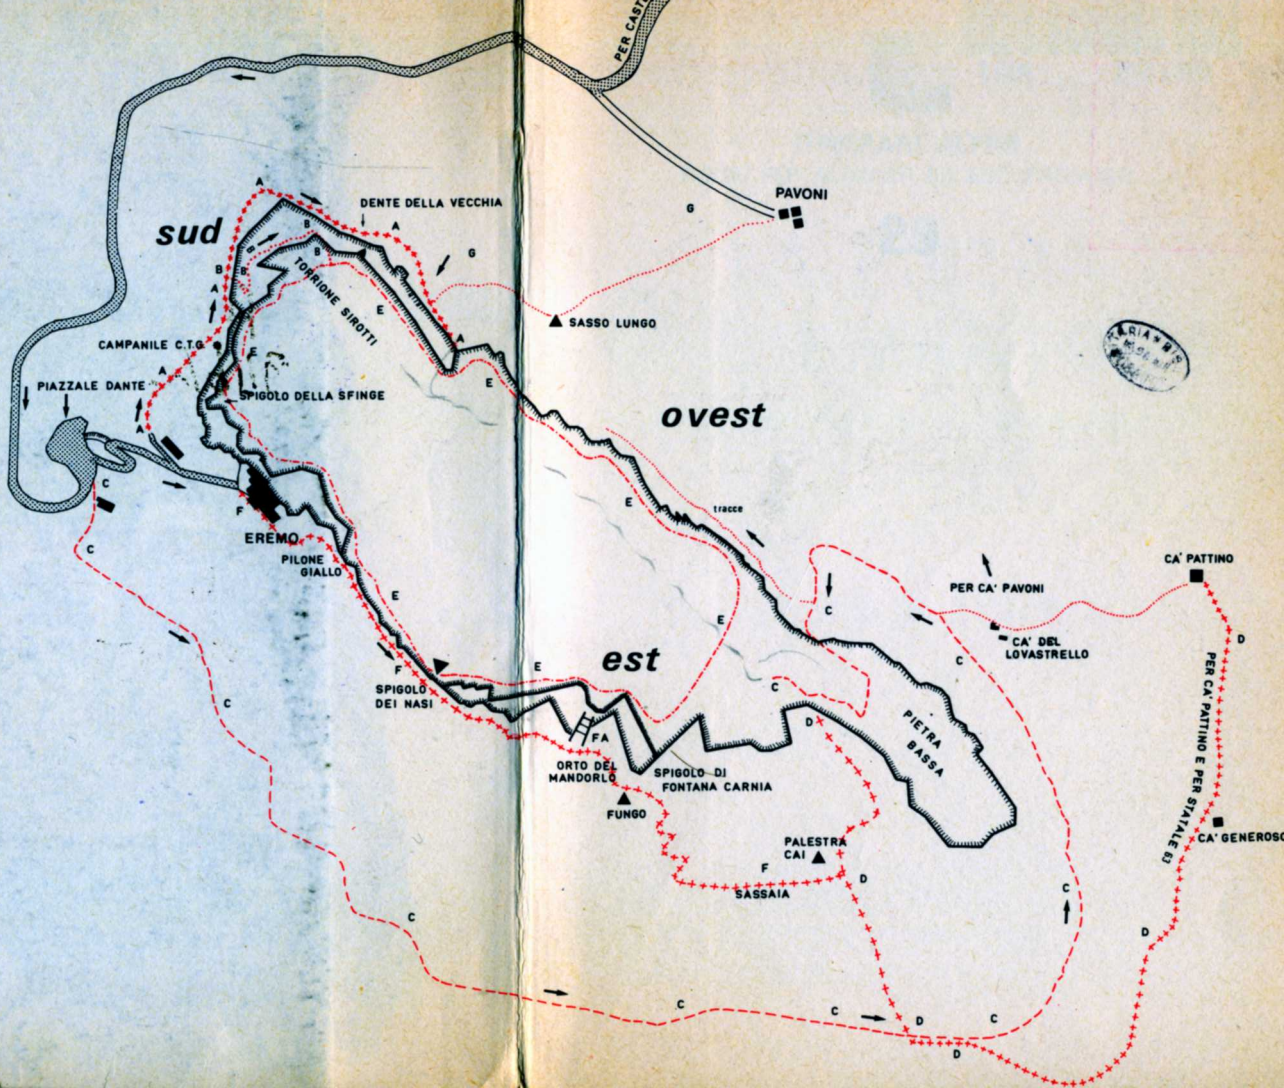 PER CAST
PAVONI
A
sud
DENTE DELLA VECCHIA
B
A
G
G
B
B
B
B
A
TORRIONE SIROTTI
E
SASSO LUNGO
CAMPANILE C.T.G.
A
E
A
PIAZZALE DANTE
E
SPIGOLO DELLA SFINGE
ovest
A
C
F
E
tracce
EREMO
C
PILONE
GIALLO
CA' PATTINO
PER CA' PAVONI
E
C
E
D
CA' DEL
LOVASTRELLO
PER CA' PATTINO E PER STATALE 63
est
F
E
C
SPIGOLO
DEI NASI
C
C
D
PIETRA
BASSA
FA
ORTO DEL
MANDORLO
SPIGOLO DI
FONTANA CARNIA
FUNGO
CA' GENEROSO
PALESTRA
CAI
F
D
SASSAIA
C
C
D
C
C
D
C
D